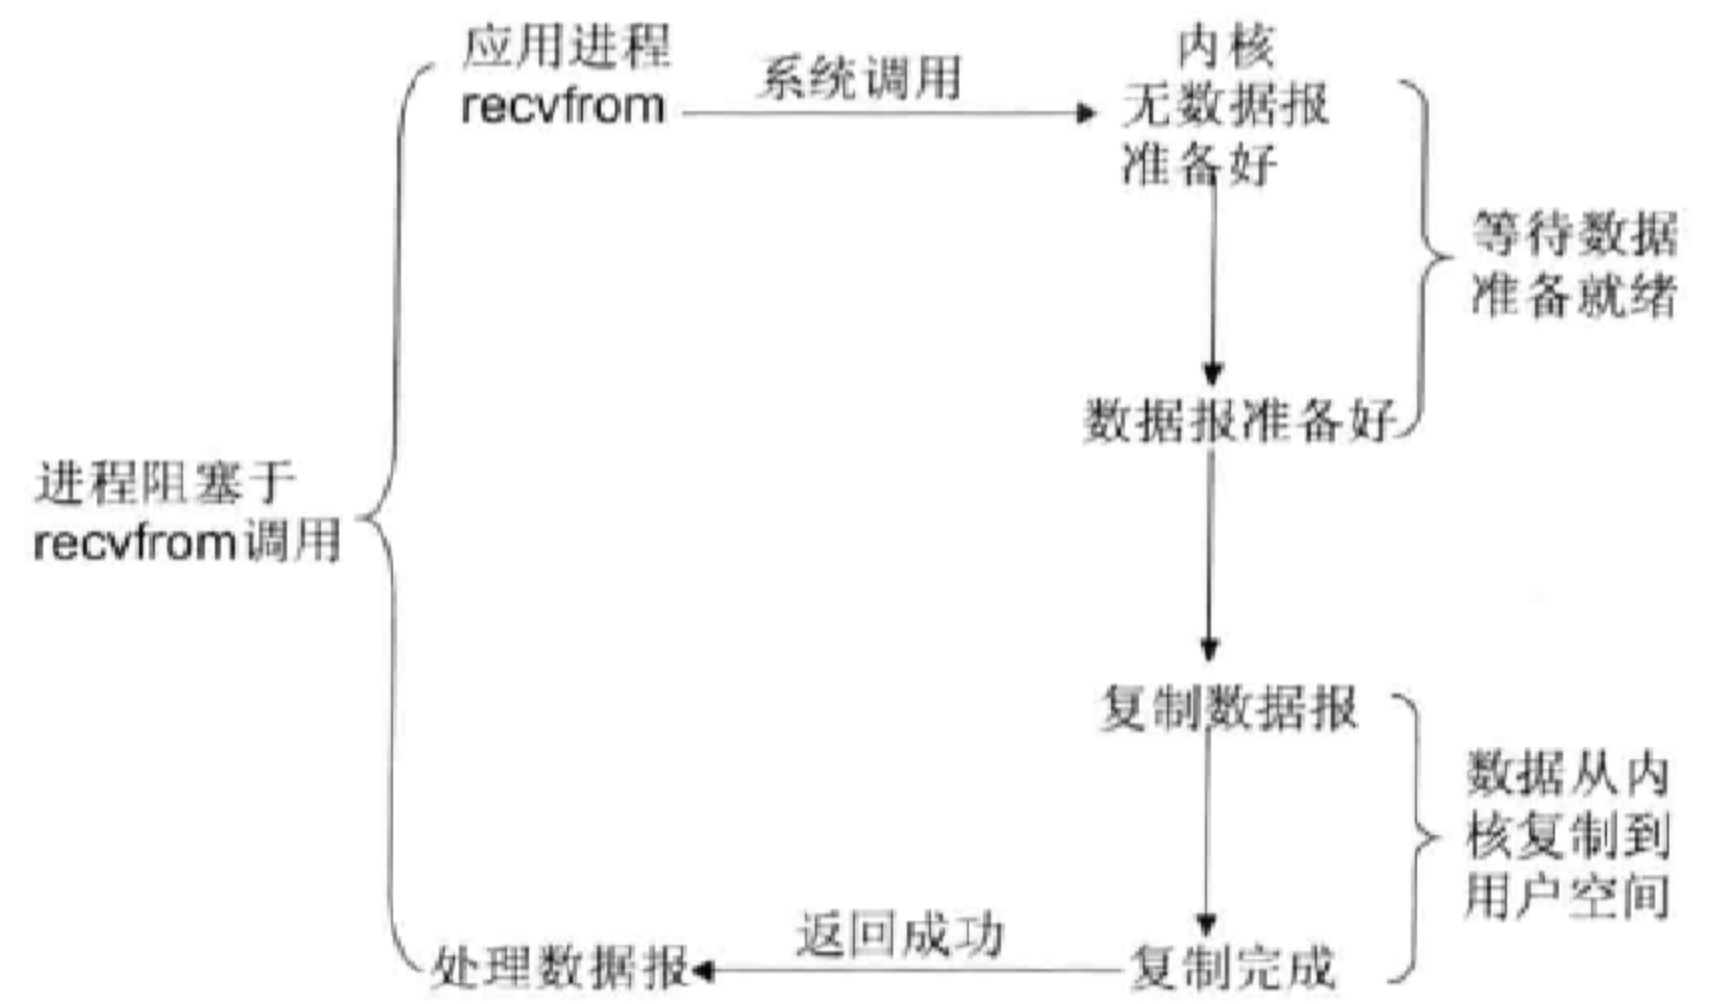 应用进程
recvfrom
系统调用
内核
无数据报
准备好
等待数据
准备就绪
数据报准备好
进程阻塞于
recvfrom调用
复制数据报
数据从内
核复制到
用户空间
返回成功
处理数据报
复制完成